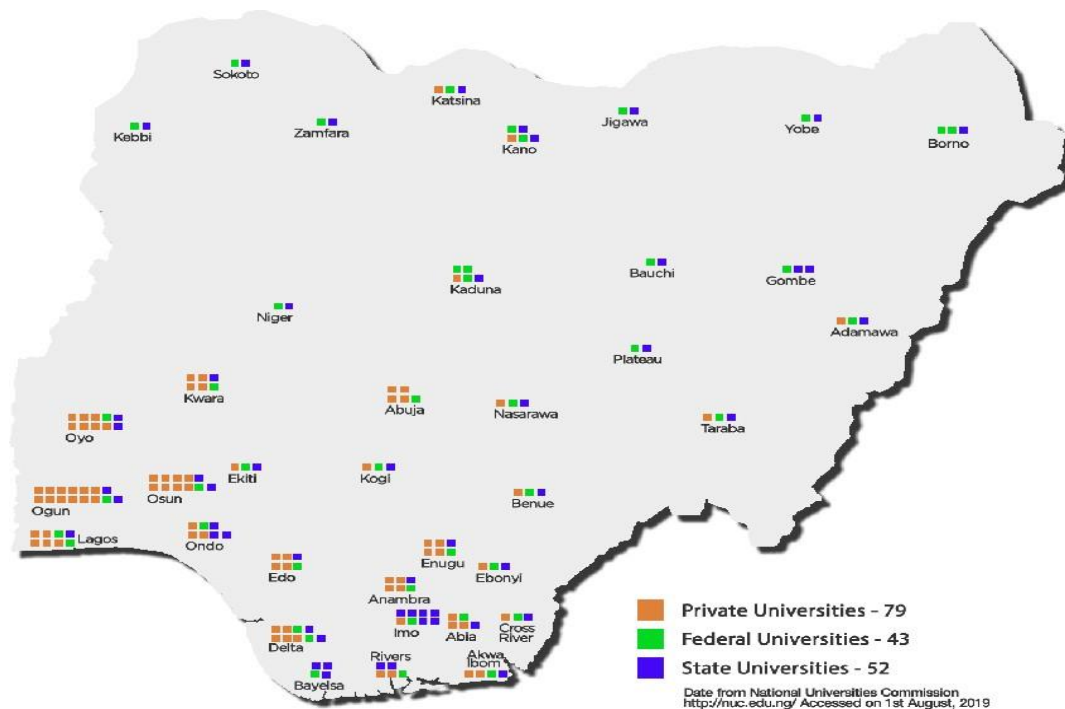 Sokoto
Katsina
Kebbi
Zamfara
Kano
Jigawa
Yobe
Borno
Kaduna
Bauchi
Gombe
Niger
Adamawa
Plateau
Kwara
Abuja
Nasarawa
Taraba
Oyo
Ekiti
Kogi
Osun
Ogun
Benue
Lagos
Ondo
Enugu
Edo
Ebonyi
Anambra
Imo
Abia
Cross
River
Delta
Rivers
Akwa
Ibom
Bayelsa
Private Universities - 79
Federal Universities - 43
State Universities - 52
Date from National Universities Commission
http://nuc.edu.ng/ Accessed on 1st August, 2019